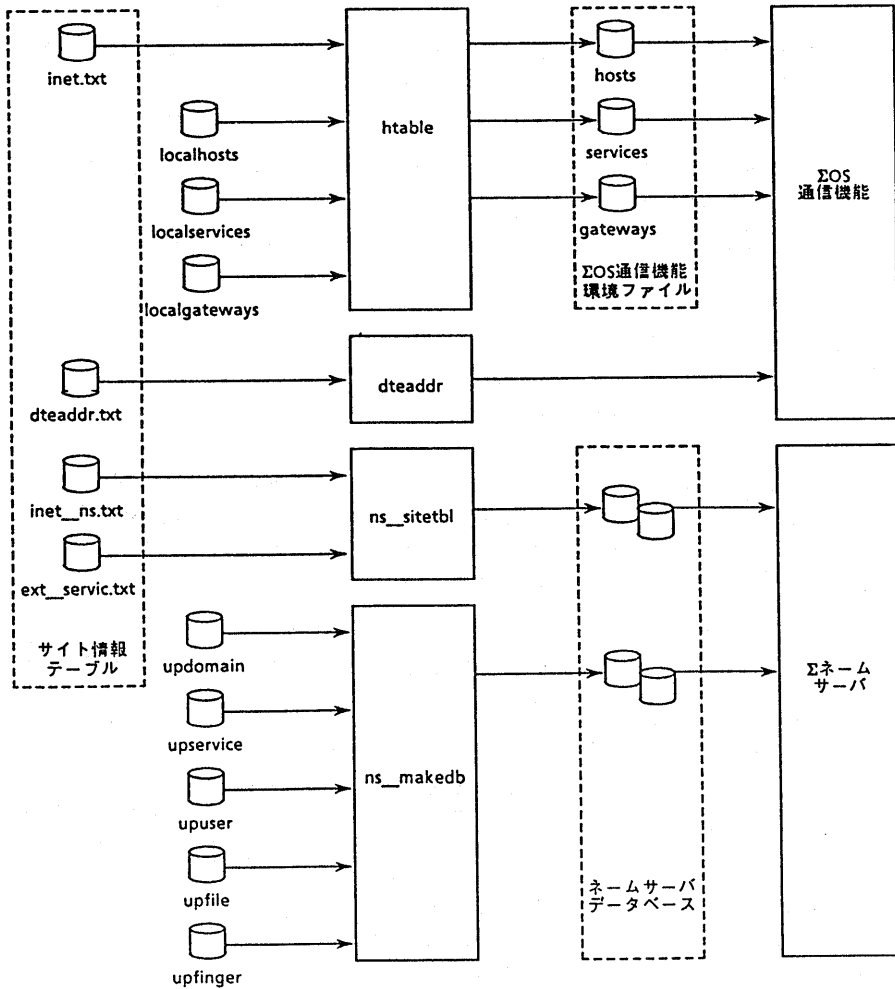 inet.txt
hosts
localhosts
htable
services
ΣOS
通信機能
localservices
gateways
localgateways
ΣOS通信機能
環境ファイル
dteaddr.txt
dteaddr
inet__ns.txt
ns__sitetbl
ext__servic.txt
サイト情報
テーブル
updomain
Σネーム
サーバ
upservice
ns__makedb
upuser
upfile
ネームサーバ
データベース
upfinger